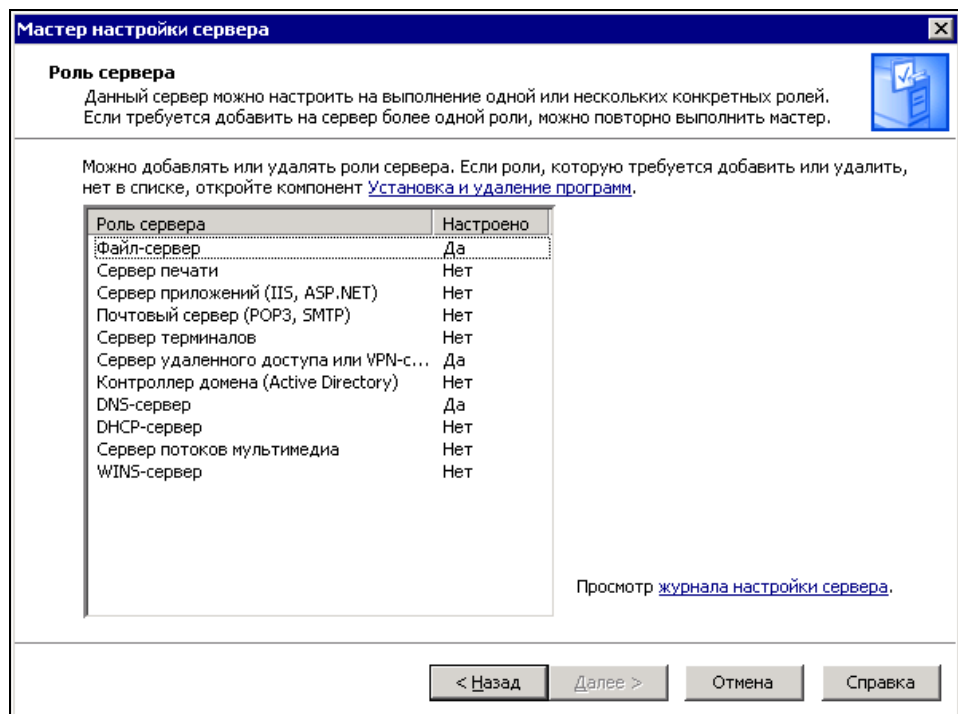 Мастер настройки сервера
Роль сервера
Данный сервер можно настроить на выполнение одной или нескольких конкретных ролей.
Если требуется добавить на сервер более одной роли, можно повторно выполнить мастер.
Можно добавлять или удалять роли сервера. Если роли, которую требуется добавить или удалить,
нет в списке, откройте компонент Установка и удаление программ.
Роль сервера Настроено
Файл-сервер Да
Сервер печати Нет
Сервер приложений (IIS, ASP.NET) Нет
Почтовый сервер (POP3, SMTP) Нет
Сервер терминалов Нет
Сервер удаленного доступа или VPN-с... Да
Контроллер домена (Active Directory) Нет
DNS-сервер Да
DHCP-сервер Нет
Сервер потоков мультимедиа Нет
WINS-сервер Нет
Просмотр журнала настройки сервера.
< Назад Далее > Отмена Справка